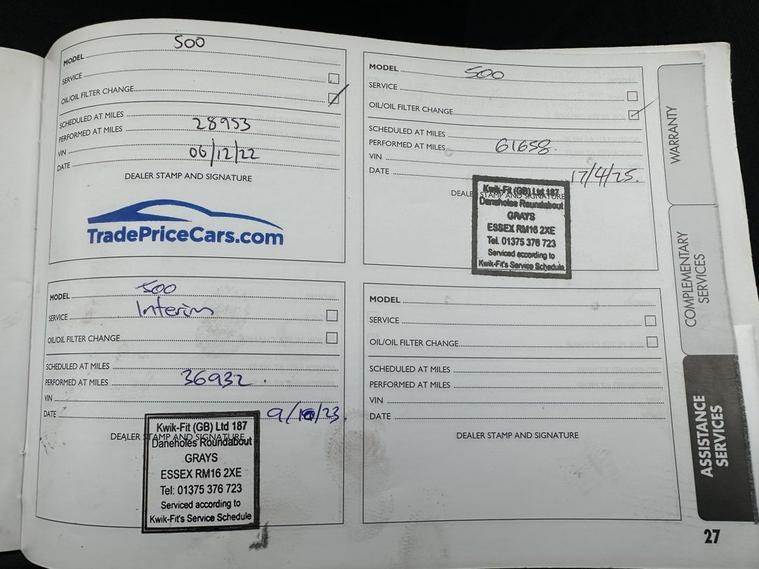 MODEL 500
SERVICE
OIL/OIL FILTER CHANGE
SCHEDULED AT MILES
PERFORMED AT MILES 28953
VIN 06/12/22
DATE
DEALER STAMP AND SIGNATURE
TradePriceCars.com
MODEL 500
SERVICE
OIL/OIL FILTER CHANGE
SCHEDULED AT MILES
PERFORMED AT MILES 61658.
VIN
DATE 17/4/25.
DEALER STAMP AND SIGNATURE
Kwik-Fit (GB) Ltd 187
Daneholes Roundabout
GRAYS
ESSEX RM16 2XE
Tel. 01375 376 723
Serviced according to
Kwik-Fit's Service Schedule
MODEL 500
SERVICE Interim
OIL/OIL FILTER CHANGE
SCHEDULED AT MILES
PERFORMED AT MILES 36932.
VIN
DATE 9/10/23.
DEALER STAMP AND SIGNATURE
Kwik-Fit (GB) Ltd 187
Daneholes Roundabout
GRAYS
ESSEX RM16 2XE
Tel: 01375 376 723
Serviced according to
Kwik-Fit's Service Schedule
MODEL
SERVICE
OIL/OIL FILTER CHANGE
SCHEDULED AT MILES
PERFORMED AT MILES
VIN
DATE
DEALER STAMP AND SIGNATURE
WARRANTY
COMPLEMENTARY
SERVICES
ASSISTANCE
SERVICES
27